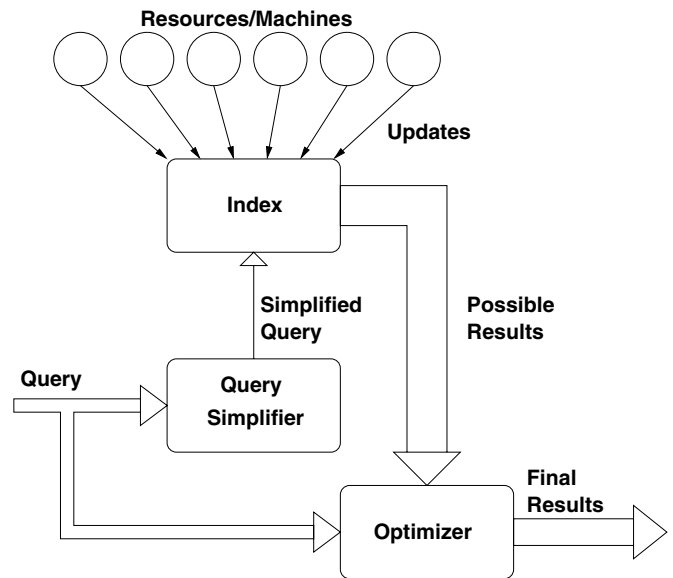 Resources/Machines
Updates
Index
Simplified
Query
Possible
Results
Query
Query
Simplifier
Final
Results
Optimizer